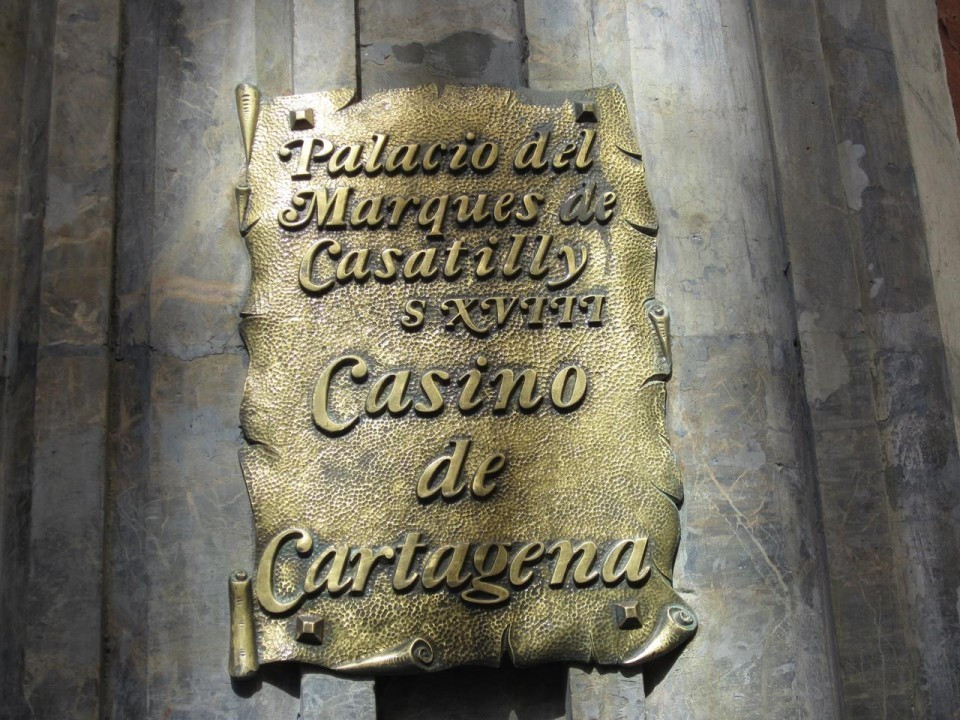 Palacio del
Marques de
Casatilly
S XVIII
Casino
de
Cartagena